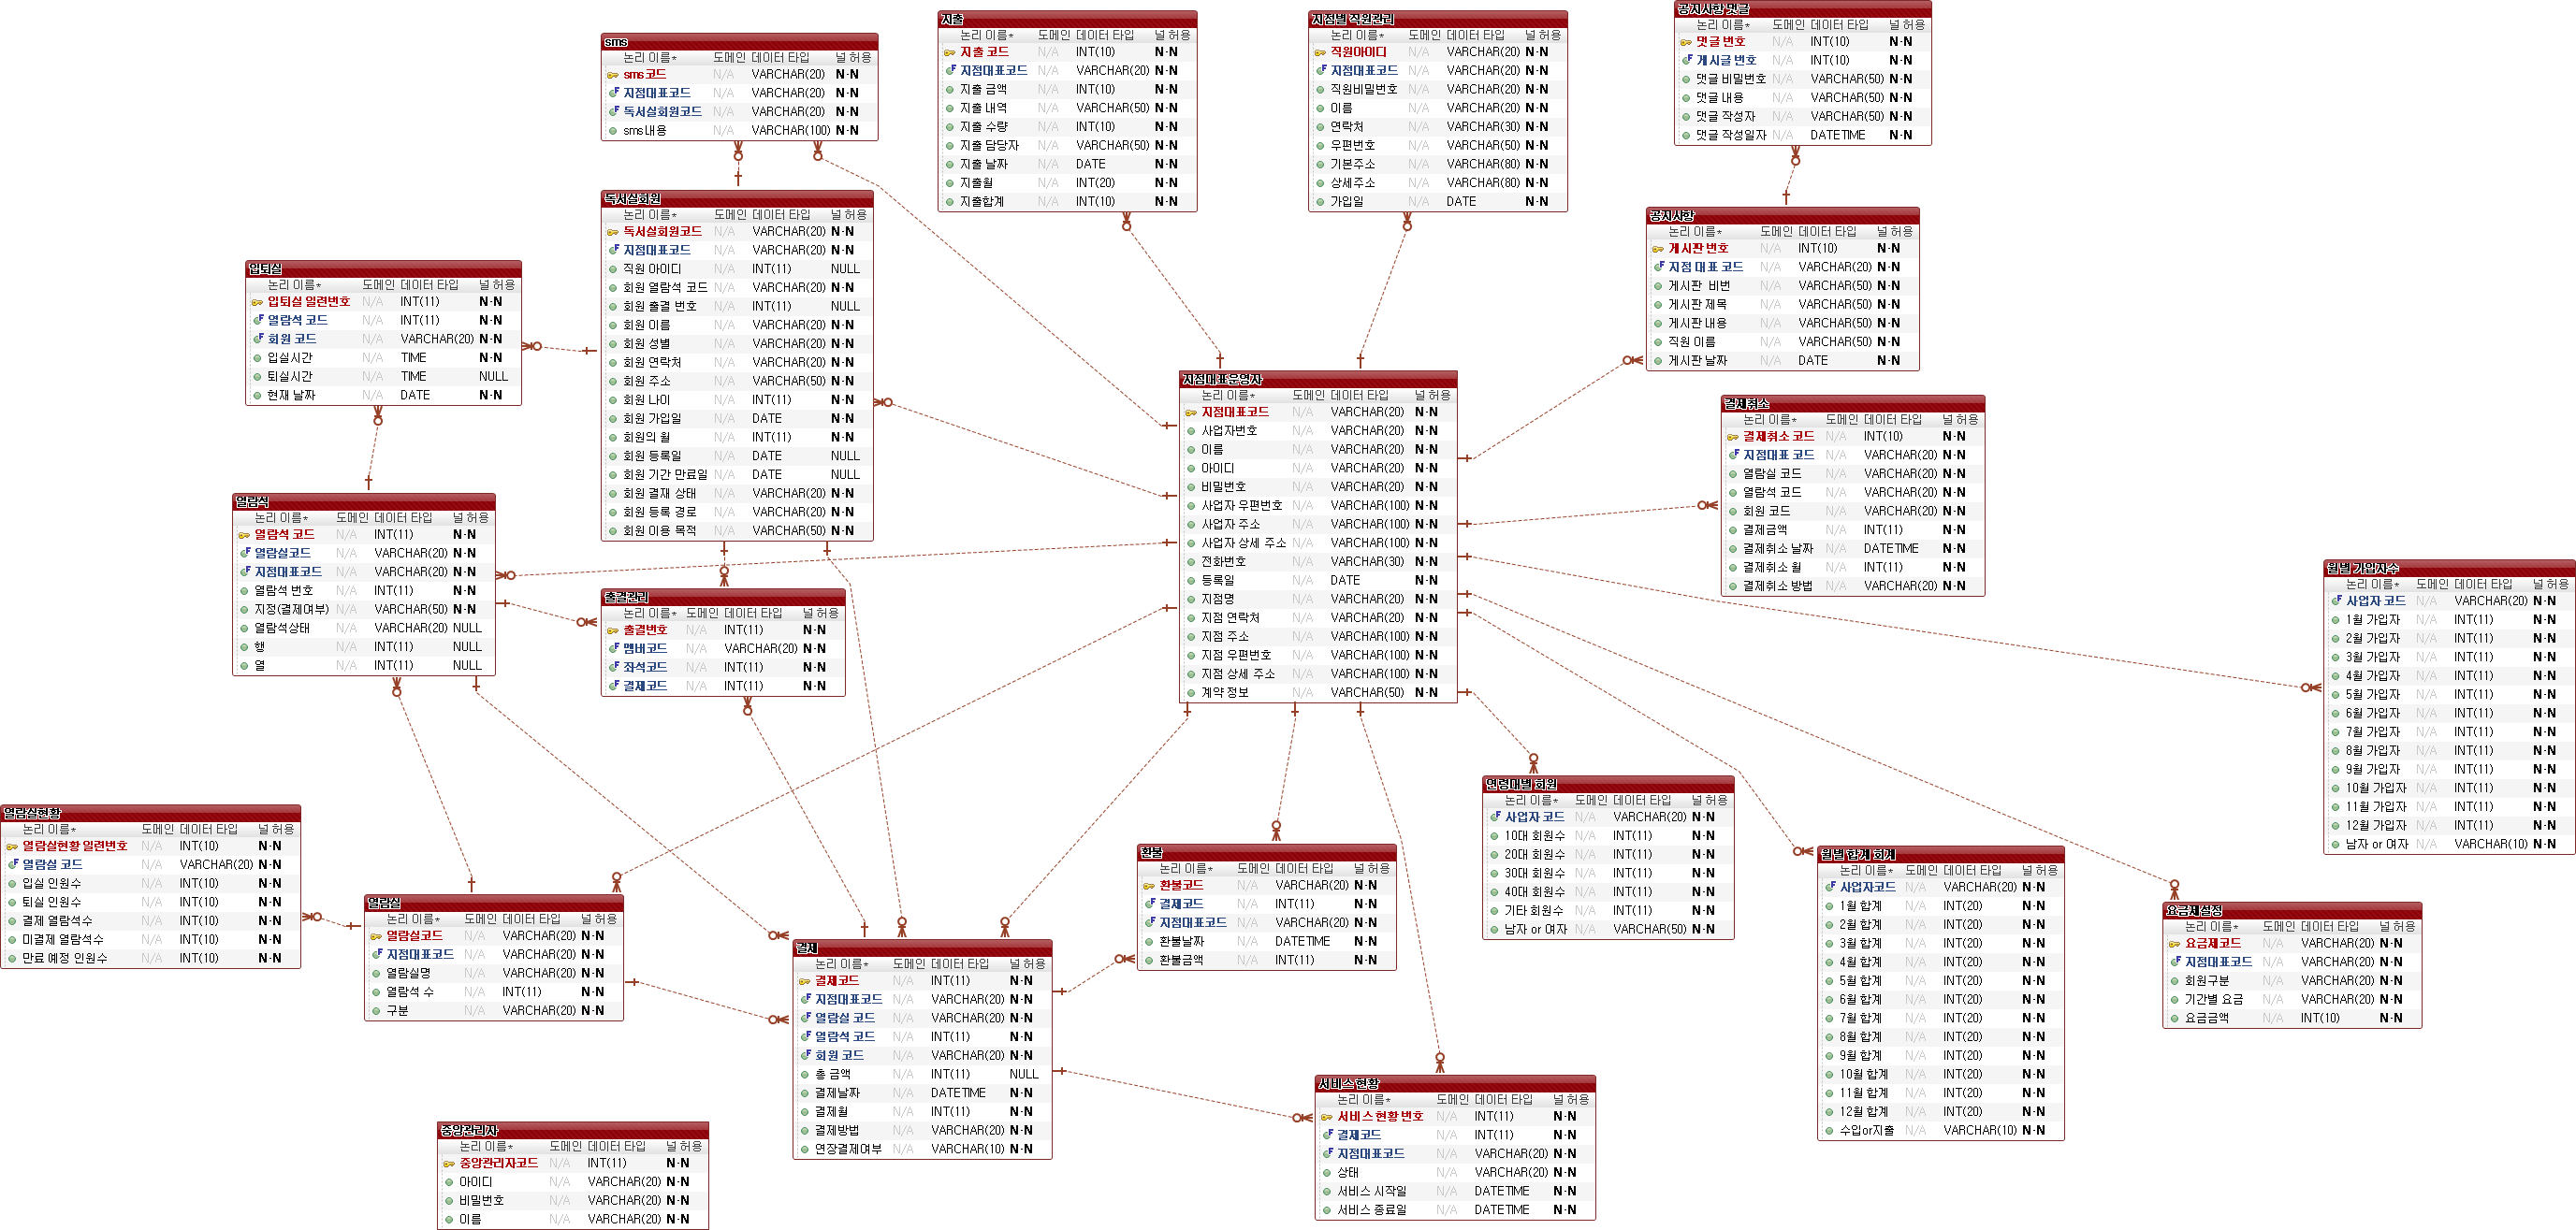 sms
논리 이름* 도메인 데이터 타입 널 허용
sms코드 N/A VARCHAR(20) N-N
지점대표코드 N/A VARCHAR(20) N-N
독서실회원코드 N/A VARCHAR(20) N-N
sms내용 N/A VARCHAR(100) N-N
지출
논리 이름* 도메인 데이터 타입 널 허용
지출 코드 N/A INT(10) N-N
지점대표코드 N/A VARCHAR(20) N-N
지출 금액 N/A INT(10) N-N
지출 내역 N/A VARCHAR(50) N-N
지출 수량 N/A INT(10) N-N
지출 담당자 N/A VARCHAR(50) N-N
지출 날짜 N/A DATE N-N
지출월 N/A INT(20) N-N
지출합계 N/A INT(10) N-N
지점별 직원관리
논리 이름* 도메인 데이터 타입 널 허용
직원아이디 N/A VARCHAR(20) N-N
지점대표코드 N/A VARCHAR(20) N-N
직원비밀번호 N/A VARCHAR(20) N-N
이름 N/A VARCHAR(20) N-N
연락처 N/A VARCHAR(30) N-N
우편번호 N/A VARCHAR(50) N-N
기본주소 N/A VARCHAR(80) N-N
상세주소 N/A VARCHAR(80) N-N
가입일 N/A DATE N-N
공지사항 댓글
논리 이름* 도메인 데이터 타입 널 허용
댓글 번호 N/A INT(10) N-N
게시글 번호 N/A INT(10) N-N
댓글 비밀번호 N/A VARCHAR(50) N-N
댓글 내용 N/A VARCHAR(50) N-N
댓글 작성자 N/A VARCHAR(50) N-N
댓글 작성일자 N/A DATETIME N-N
독서실회원
논리 이름* 도메인 데이터 타입 널 허용
독서실회원코드 N/A VARCHAR(20) N-N
지점대표코드 N/A VARCHAR(20) N-N
직원 아이디 N/A INT(11) NULL
회원 열람석 코드 N/A VARCHAR(20) N-N
회원 출결 번호 N/A INT(11) NULL
회원 이름 N/A VARCHAR(20) N-N
회원 성별 N/A VARCHAR(20) N-N
회원 연락처 N/A VARCHAR(20) N-N
회원 주소 N/A VARCHAR(50) N-N
회원 나이 N/A INT(11) N-N
회원 가입일 N/A DATE N-N
회원의 월 N/A INT(11) N-N
회원 등록일 N/A DATE NULL
회원 기간 만료일 N/A DATE NULL
회원 결재 상태 N/A VARCHAR(20) N-N
회원 등록 경로 N/A VARCHAR(20) N-N
회원 이용 목적 N/A VARCHAR(50) N-N
공지사항
논리 이름* 도메인 데이터 타입 널 허용
게시판 번호 N/A INT(10) N-N
지점 대표 코드 N/A VARCHAR(20) N-N
게시판 비번 N/A VARCHAR(50) N-N
게시판 제목 N/A VARCHAR(50) N-N
게시판 내용 N/A VARCHAR(50) N-N
직원 이름 N/A VARCHAR(50) N-N
게시판 날짜 N/A DATE N-N
입퇴실
논리 이름* 도메인 데이터 타입 널 허용
입퇴실 일련번호 N/A INT(11) N-N
열람석 코드 N/A INT(11) N-N
회원 코드 N/A VARCHAR(20) N-N
입실시간 N/A TIME N-N
퇴실시간 N/A TIME NULL
현재 날짜 N/A DATE N-N
지점대표운영자
논리 이름* 도메인 데이터 타입 널 허용
지점대표코드 N/A VARCHAR(20) N-N
사업자번호 N/A VARCHAR(20) N-N
이름 N/A VARCHAR(20) N-N
아이디 N/A VARCHAR(20) N-N
비밀번호 N/A VARCHAR(20) N-N
사업자 우편번호 N/A VARCHAR(100) N-N
사업자 주소 N/A VARCHAR(100) N-N
사업자 상세 주소 N/A VARCHAR(100) N-N
전화번호 N/A VARCHAR(30) N-N
등록일 N/A DATE N-N
지점명 N/A VARCHAR(20) N-N
지점 연락처 N/A VARCHAR(20) N-N
지점 주소 N/A VARCHAR(100) N-N
지점 우편번호 N/A VARCHAR(100) N-N
지점 상세 주소 N/A VARCHAR(100) N-N
계약 정보 N/A VARCHAR(50) N-N
결제취소
논리 이름* 도메인 데이터 타입 널 허용
결제취소 코드 N/A INT(10) N-N
지점대표 코드 N/A VARCHAR(20) N-N
열람실 코드 N/A VARCHAR(20) N-N
열람석 코드 N/A VARCHAR(20) N-N
회원 코드 N/A VARCHAR(20) N-N
결제금액 N/A INT(11) N-N
결제취소 날짜 N/A DATETIME N-N
결제취소 월 N/A INT(11) N-N
결제취소 방법 N/A VARCHAR(20) N-N
열람석
논리 이름* 도메인 데이터 타입 널 허용
열람석 코드 N/A INT(11) N-N
열람실코드 N/A VARCHAR(20) N-N
지점대표코드 N/A VARCHAR(20) N-N
열람석 번호 N/A INT(11) N-N
지정(결제여부) N/A VARCHAR(50) N-N
열람석상태 N/A VARCHAR(20) NULL
행 N/A INT(11) NULL
열 N/A INT(11) NULL
출결관리
논리 이름* 도메인 데이터 타입 널 허용
출결번호 N/A INT(11) N-N
멤버코드 N/A VARCHAR(20) N-N
좌석코드 N/A INT(11) N-N
결제코드 N/A INT(11) N-N
월별 가입자수
논리 이름* 도메인 데이터 타입 널 허용
사업자 코드 N/A VARCHAR(20) N-N
1월 가입자 N/A INT(11) N-N
2월 가입자 N/A INT(11) N-N
3월 가입자 N/A INT(11) N-N
4월 가입자 N/A INT(11) N-N
5월 가입자 N/A INT(11) N-N
6월 가입자 N/A INT(11) N-N
7월 가입자 N/A INT(11) N-N
8월 가입자 N/A INT(11) N-N
9월 가입자 N/A INT(11) N-N
10월 가입자 N/A INT(11) N-N
11월 가입자 N/A INT(11) N-N
12월 가입자 N/A INT(11) N-N
남자 or 여자 N/A VARCHAR(10) N-N
열람실현황
논리 이름* 도메인 데이터 타입 널 허용
열람실현황 일련번호 N/A INT(10) N-N
열람실 코드 N/A VARCHAR(20) N-N
입실 인원수 N/A INT(10) N-N
퇴실 인원수 N/A INT(10) N-N
결제 열람석수 N/A INT(10) N-N
미결제 열람석수 N/A INT(10) N-N
만료 예정 인원수 N/A INT(10) N-N
열람실
논리 이름* 도메인 데이터 타입 널 허용
열람실코드 N/A VARCHAR(20) N-N
지점대표코드 N/A VARCHAR(20) N-N
열람실명 N/A VARCHAR(20) N-N
열람석 수 N/A INT(11) N-N
구분 N/A VARCHAR(20) N-N
결제
논리 이름* 도메인 데이터 타입 널 허용
결제코드 N/A INT(11) N-N
지점대표코드 N/A VARCHAR(20) N-N
열람실 코드 N/A VARCHAR(20) N-N
열람석 코드 N/A INT(11) N-N
회원 코드 N/A VARCHAR(20) N-N
총 금액 N/A INT(11) NULL
결제날짜 N/A DATETIME N-N
결제월 N/A INT(11) N-N
결제방법 N/A VARCHAR(20) N-N
연장결제여부 N/A VARCHAR(10) N-N
환불
논리 이름* 도메인 데이터 타입 널 허용
환불코드 N/A VARCHAR(20) N-N
결제코드 N/A INT(11) N-N
지점대표코드 N/A VARCHAR(20) N-N
환불날짜 N/A DATETIME N-N
환불금액 N/A INT(11) N-N
연령대별 회원
논리 이름* 도메인 데이터 타입 널 허용
사업자 코드 N/A VARCHAR(20) N-N
10대 회원수 N/A INT(11) N-N
20대 회원수 N/A INT(11) N-N
30대 회원수 N/A INT(11) N-N
40대 회원수 N/A INT(11) N-N
기타 회원수 N/A INT(11) N-N
남자 or 여자 N/A VARCHAR(50) N-N
월별 합계 회계
논리 이름* 도메인 데이터 타입 널 허용
사업자코드 N/A VARCHAR(20) N-N
1월 합계 N/A INT(20) N-N
2월 합계 N/A INT(20) N-N
3월 합계 N/A INT(20) N-N
4월 합계 N/A INT(20) N-N
5월 합계 N/A INT(20) N-N
6월 합계 N/A INT(20) N-N
7월 합계 N/A INT(20) N-N
8월 합계 N/A INT(20) N-N
9월 합계 N/A INT(20) N-N
10월 합계 N/A INT(20) N-N
11월 합계 N/A INT(20) N-N
12월 합계 N/A INT(20) N-N
수입or지출 N/A VARCHAR(10) N-N
요금제설정
논리 이름* 도메인 데이터 타입 널 허용
요금제코드 N/A VARCHAR(20) N-N
지점대표코드 N/A VARCHAR(20) N-N
회원구분 N/A VARCHAR(20) N-N
기간별 요금 N/A VARCHAR(20) N-N
요금금액 N/A INT(10) N-N
서비스 현황
논리 이름* 도메인 데이터 타입 널 허용
서비스 현황 번호 N/A INT(11) N-N
결제코드 N/A INT(11) N-N
지점대표코드 N/A VARCHAR(20) N-N
상태 N/A VARCHAR(20) N-N
서비스 시작일 N/A DATETIME N-N
서비스 종료일 N/A DATETIME N-N
중앙관리자
논리 이름* 도메인 데이터 타입 널 허용
중앙관리자코드 N/A INT(11) N-N
아이디 N/A VARCHAR(20) N-N
비밀번호 N/A VARCHAR(20) N-N
이름 N/A VARCHAR(20) N-N